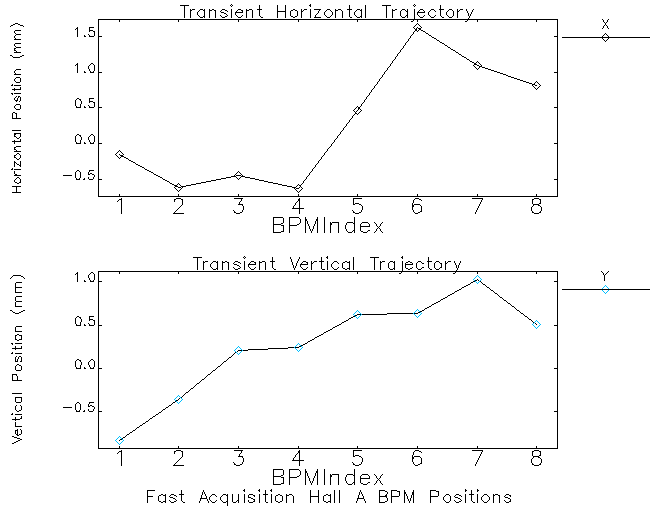 Transient Horizontal Trajectory
X
Horizontal Position (mm)
1.5
1.0
0.5
0.0
-0.5
1 2 3 4 5 6 7 8
BPMIndex
Transient Vertical Trajectory
Y
Vertical Position (mm)
1.0
0.5
0.0
-0.5
1 2 3 4 5 6 7 8
BPMIndex
Fast Acquisition Hall A BPM Positions